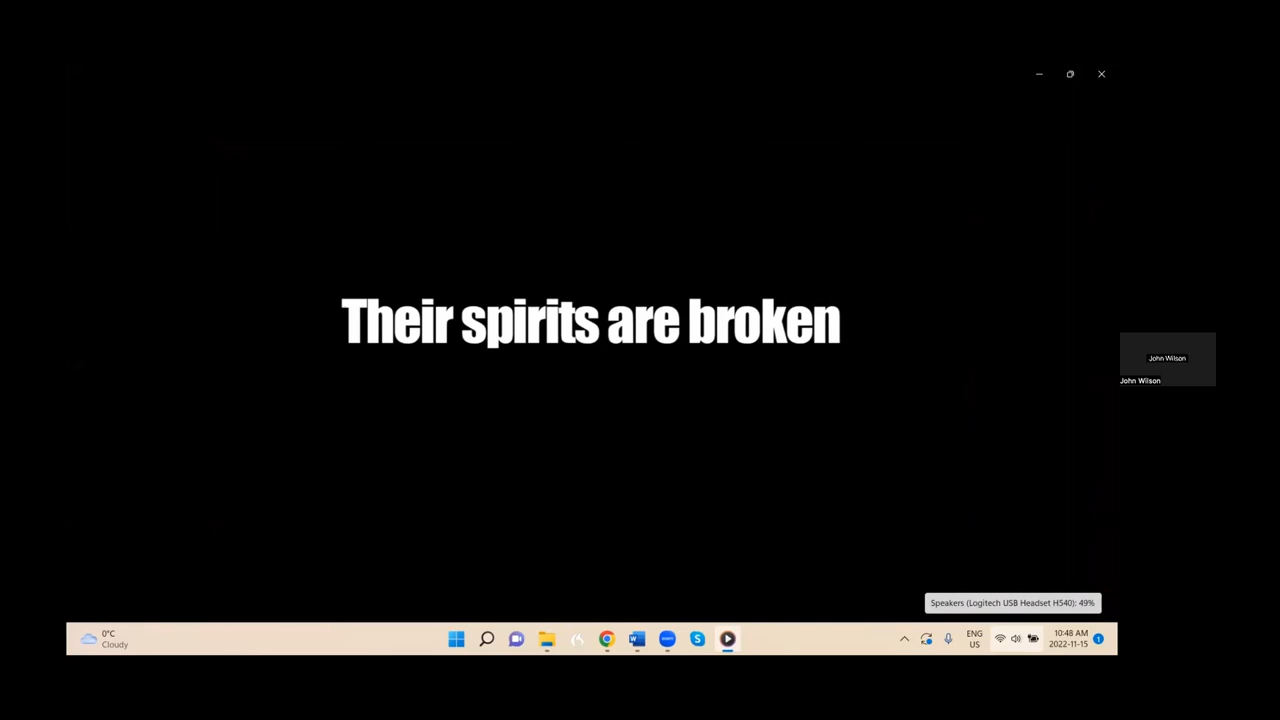 Their spirits are broken
John Wilson
John Wilson
Speakers (Logitech USB Headset H540): 49%
0°C
Cloudy
ENG
US
10:48 AM
2022-11-15
1